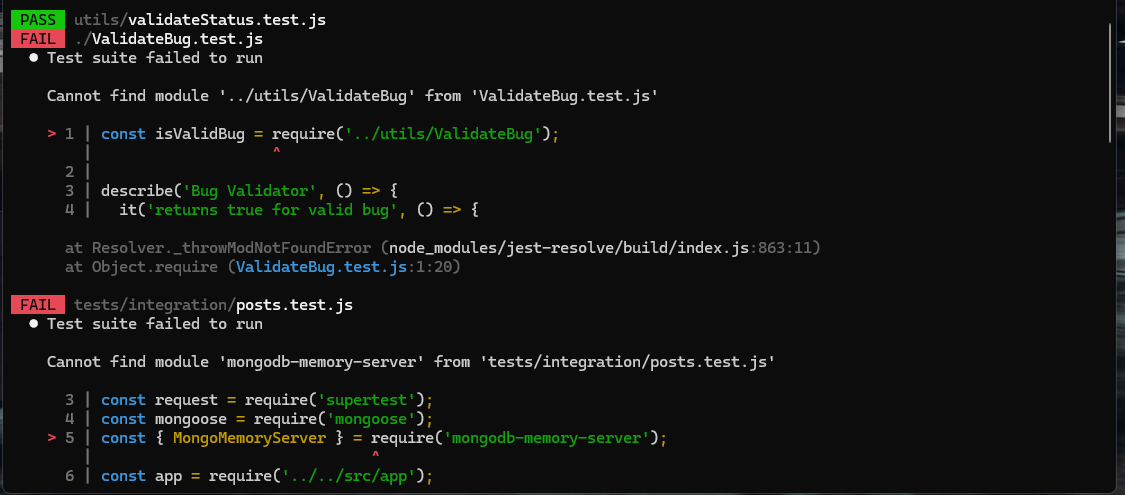 PASS utils/validateStatus.test.js
FAIL ./ValidateBug.test.js
● Test suite failed to run
Cannot find module '../utils/ValidateBug' from 'ValidateBug.test.js'
> 1 | const isValidBug = require('../utils/ValidateBug');
| ^
2 |
3 | describe('Bug Validator', () => {
4 | it('returns true for valid bug', () => {
at Resolver._throwModNotFoundError (node_modules/jest-resolve/build/index.js:863:11)
at Object.require (ValidateBug.test.js:1:20)
FAIL tests/integration/posts.test.js
● Test suite failed to run
Cannot find module 'mongodb-memory-server' from 'tests/integration/posts.test.js'
3 | const request = require('supertest');
4 | const mongoose = require('mongoose');
> 5 | const { MongoMemoryServer } = require('mongodb-memory-server');
| ^
6 | const app = require('../../src/app');